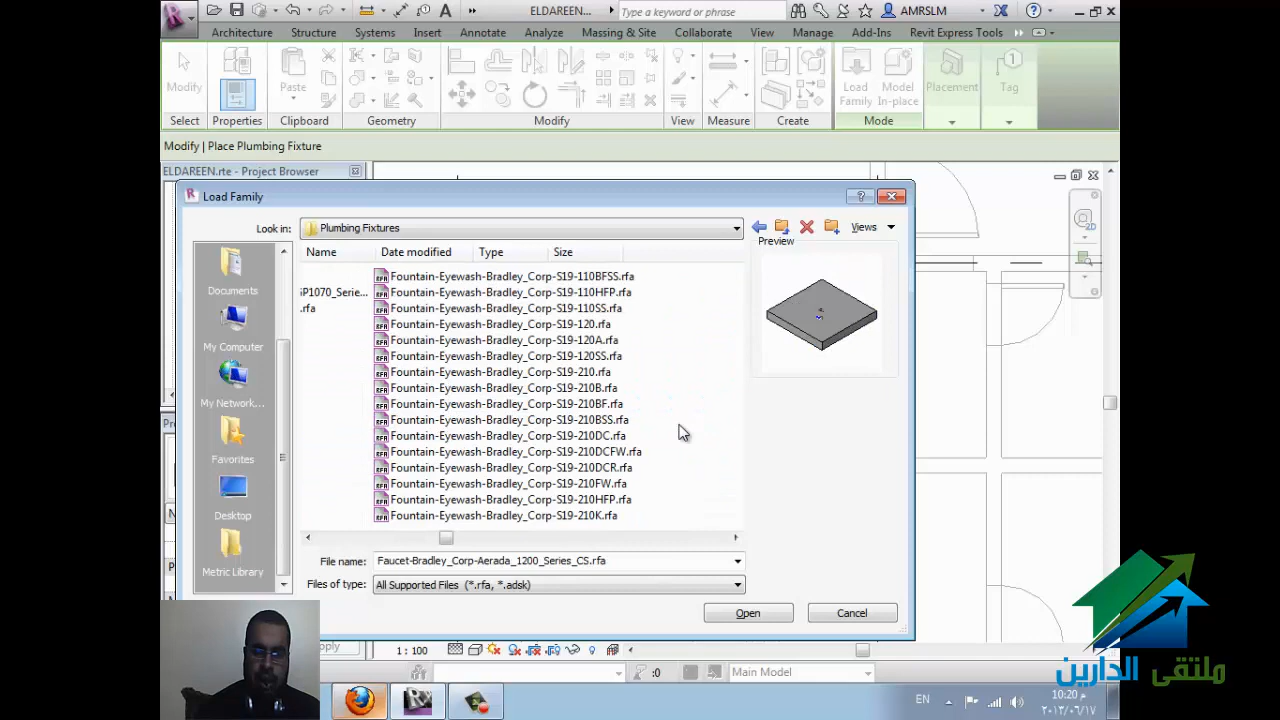 ELDAREEN...
Type a keyword or phrase
AMRSLM
Architecture Structure Systems Insert Annotate Analyze Massing & Site Collaborate View Manage Add-Ins Revit Express Tools
Modify
Paste
Load Family
Model In-place
Placement
Tag
Select Properties Clipboard Geometry Modify View Measure Create Mode
Modify | Place Plumbing Fixture
ELDAREEN.rte - Project Browser
Load Family
Look in: Plumbing Fixtures
Views
Name Date modified Type Size
Preview
Fountain-Eyewash-Bradley_Corp-S19-110BFSS.rfa
iP1070_Serie... Fountain-Eyewash-Bradley_Corp-S19-110HFP.rfa
.rfa Fountain-Eyewash-Bradley_Corp-S19-110SS.rfa
Fountain-Eyewash-Bradley_Corp-S19-120.rfa
Fountain-Eyewash-Bradley_Corp-S19-120A.rfa
Fountain-Eyewash-Bradley_Corp-S19-120SS.rfa
Fountain-Eyewash-Bradley_Corp-S19-210.rfa
Fountain-Eyewash-Bradley_Corp-S19-210B.rfa
Fountain-Eyewash-Bradley_Corp-S19-210BF.rfa
Fountain-Eyewash-Bradley_Corp-S19-210BSS.rfa
Fountain-Eyewash-Bradley_Corp-S19-210DC.rfa
Fountain-Eyewash-Bradley_Corp-S19-210DCFW.rfa
Fountain-Eyewash-Bradley_Corp-S19-210DCR.rfa
Fountain-Eyewash-Bradley_Corp-S19-210FW.rfa
Fountain-Eyewash-Bradley_Corp-S19-210HFP.rfa
Fountain-Eyewash-Bradley_Corp-S19-210K.rfa
Documents
My Computer
My Network...
Favorites
Desktop
Metric Library
File name: Faucet-Bradley_Corp-Aerada_1200_Series_CS.rfa
Files of type: All Supported Files (*.rfa, *.adsk)
Open Cancel
1 : 100
:0 Main Model
ملتقى الدارين
EN
10:20 م
٢٠١٣/٠٦/١٧